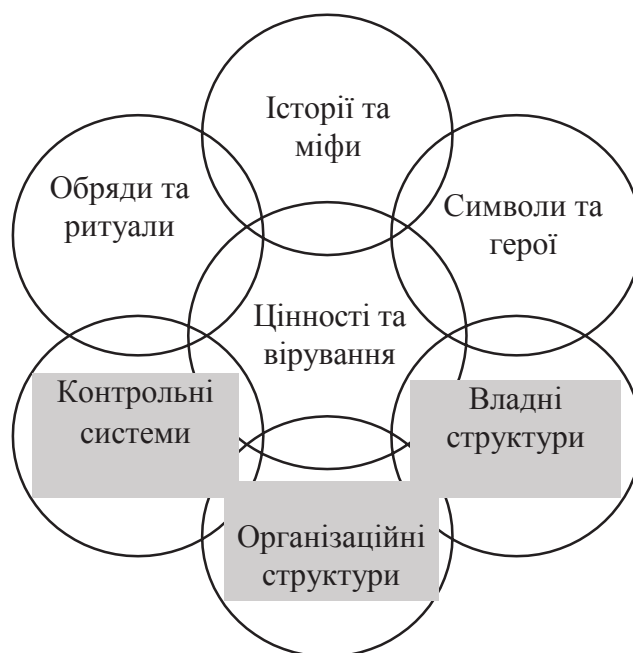 Історії та
міфи
Обряди та
ритуали
Символи та
герої
Цінності та
вірування
Контрольні
системи
Владні
структури
Організаційні
структури